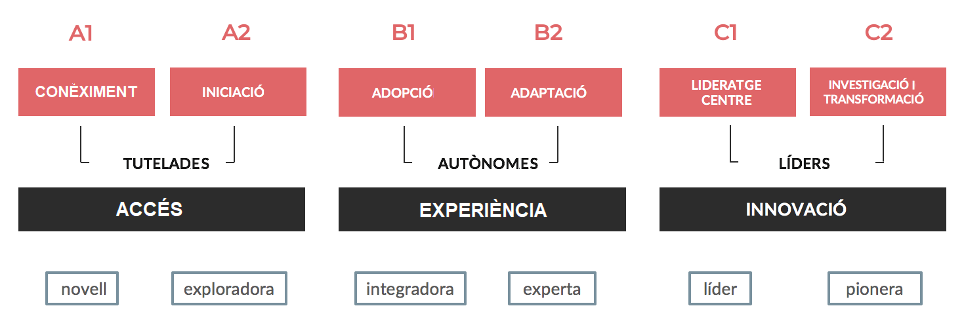 A1 A2 B1 B2 C1 C2
CONÈXIMENT INICIACIÓ ADOPCIÓ ADAPTACIÓ LIDERATGE CENTRE INVESTIGACIÓ I TRANSFORMACIÓ
TUTELADES AUTÒNOMES LÍDERS
ACCÉS EXPERIÈNCIA INNOVACIÓ
novell exploradora integradora experta líder pionera